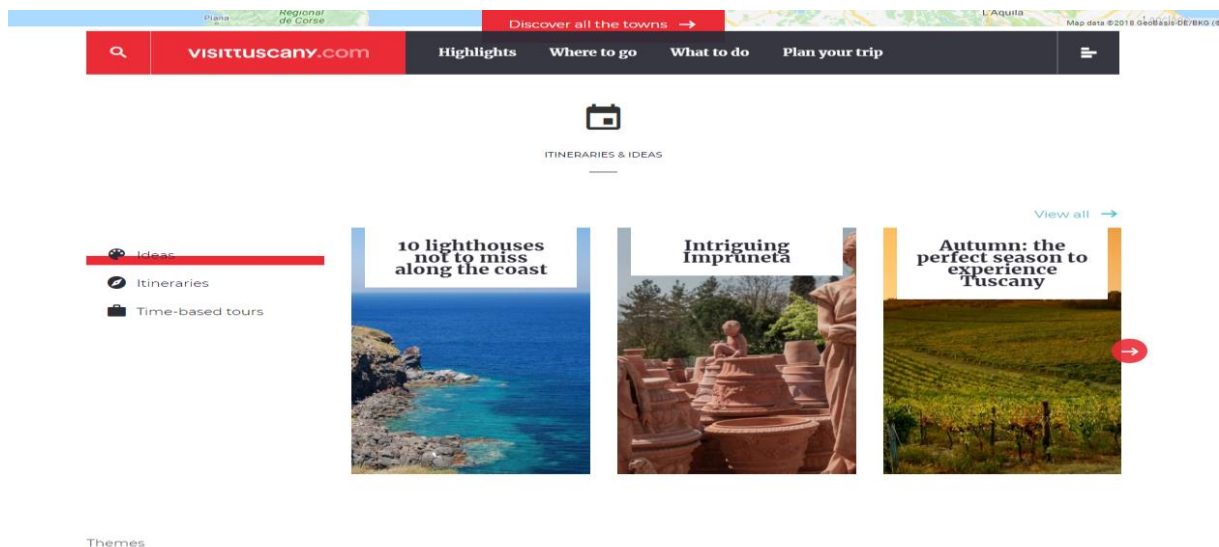 Piana
Régional
de Corse
Discover all the towns →
L'Aquila
Map data ©2018 GeoBasis-DE/BKG (©
visittuscany.com
Highlights
Where to go
What to do
Plan your trip
ITINERARIES & IDEAS
View all →
Ideas
Itineraries
Time-based tours
10 lighthouses
not to miss
along the coast
Intriguing
Impruneta
Autumn: the
perfect season to
experience
Tuscany
Themes